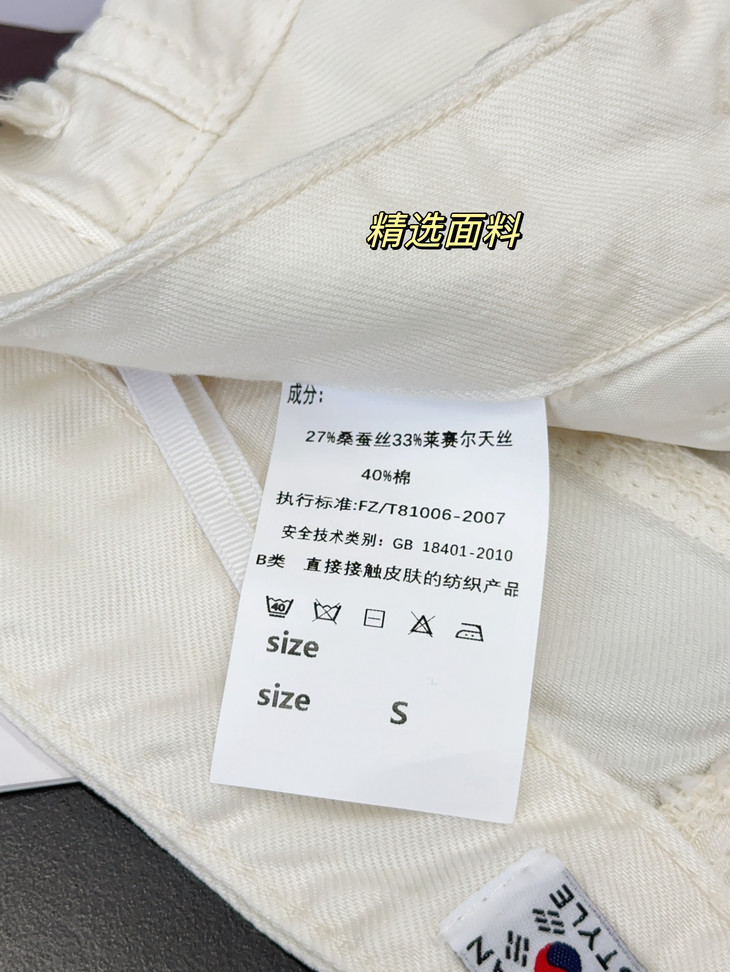 精选面料
成分:
27%桑蚕丝33%莱赛尔天丝
40%棉
执行标准:FZ/T81006-2007
安全技术类别: GB 18401-2010
B类 直接接触皮肤的纺织产品
40
size
size S
STYLE